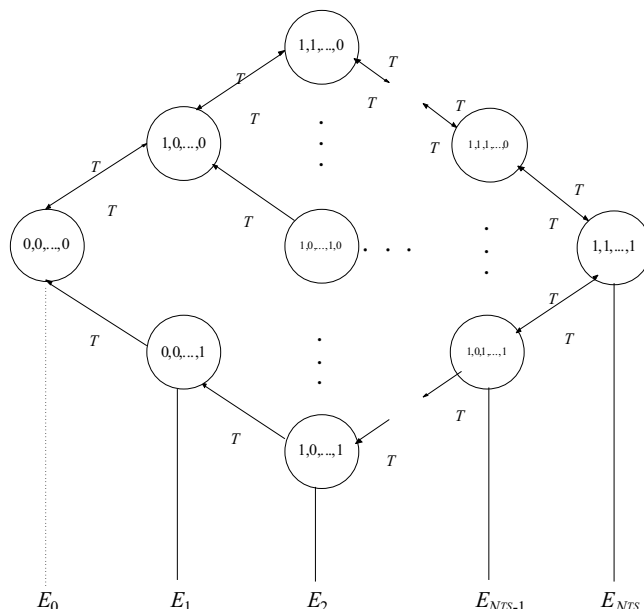 1,1,...,0
T
T
T
T
T
T
1,0,...,0
1,1,1,...,0
T
T
T
T
T
T
0,0,...,0
1,0,...,1,0
1,1,...,1
T
T
T
0,0,...,1
1,0,1,...,1
T
T
1,0,...,1
T
E0 E1 E2 ENTS-1 ENTS